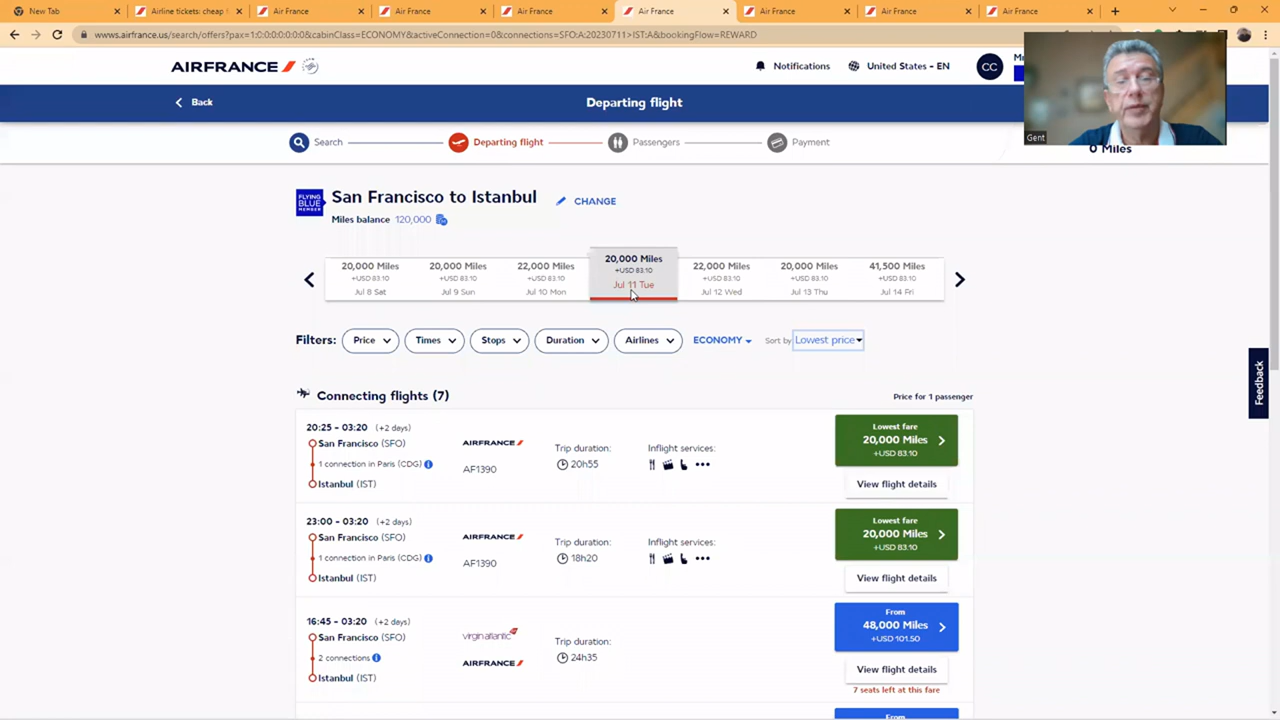 New Tab
Airline tickets: cheap
Air France
Air France
Air France
Air France
Air France
Air France
Air France
wwws.airfrance.us/search/offers?pax=1:0:0:0:0:0:0:0&cabinClass=ECONOMY&activeConnection=0&connections=SFO:A:20230711>IST:A&bookingFlow=REWARD
AIRFRANCE
Notifications
United States - EN
CC
Back
Departing flight
Gent
0 Miles
Search
Departing flight
Passengers
Payment
FLYING BLUE MEMBER
San Francisco to Istanbul
CHANGE
Miles balance 120,000
20,000 Miles
+USD 83.10
Jul 8 Sat
20,000 Miles
+USD 83.10
Jul 9 Sun
22,000 Miles
+USD 83.10
Jul 10 Mon
20,000 Miles
+USD 83.10
Jul 11 Tue
22,000 Miles
+USD 83.10
Jul 12 Wed
20,000 Miles
+USD 83.10
Jul 13 Thu
41,500 Miles
+USD 83.10
Jul 14 Fri
Filters:
Price
Times
Stops
Duration
Airlines
ECONOMY
Sort by
Lowest price
Feedback
Connecting flights (7)
Price for 1 passenger
20:25 - 03:20 (+2 days)
San Francisco (SFO)
1 connection in Paris (CDG)
Istanbul (IST)
AIRFRANCE
AF1390
Trip duration:
20h55
Inflight services:
Lowest fare
20,000 Miles
+USD 83.10
View flight details
23:00 - 03:20 (+2 days)
San Francisco (SFO)
1 connection in Paris (CDG)
Istanbul (IST)
AIRFRANCE
AF1390
Trip duration:
18h20
Inflight services:
Lowest fare
20,000 Miles
+USD 83.10
View flight details
16:45 - 03:20 (+2 days)
San Francisco (SFO)
2 connections
Istanbul (IST)
virgin atlantic
AIRFRANCE
Trip duration:
24h35
From
48,000 Miles
+USD 101.50
View flight details
7 seats left at this fare
From